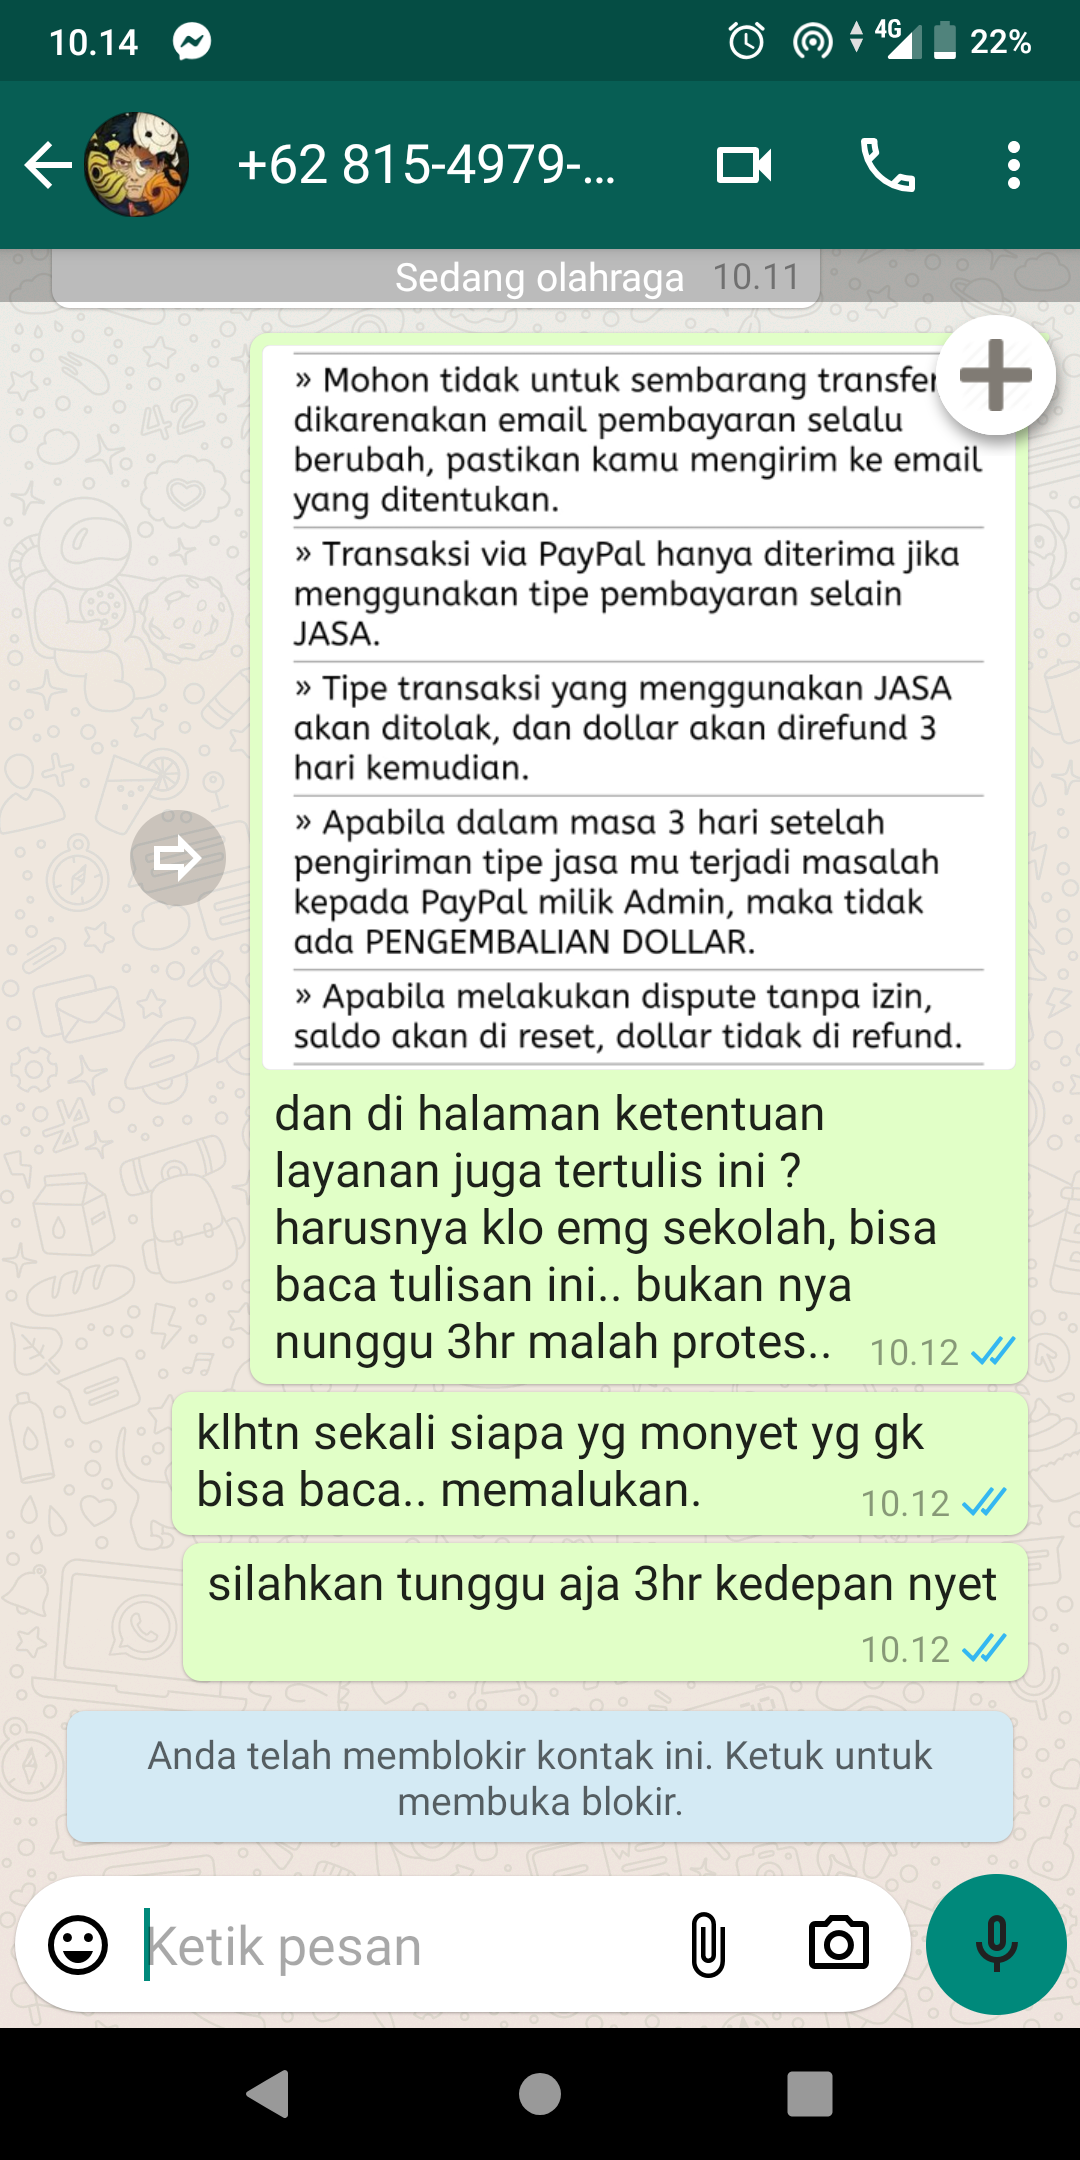 10.14
4G
22%
+62 815-4979-...
Sedang olahraga 10.11
» Mohon tidak untuk sembarang transfer
dikarenakan email pembayaran selalu
berubah, pastikan kamu mengirim ke email
yang ditentukan.
» Transaksi via PayPal hanya diterima jika
menggunakan tipe pembayaran selain
JASA.
» Tipe transaksi yang menggunakan JASA
akan ditolak, dan dollar akan direfund 3
hari kemudian.
» Apabila dalam masa 3 hari setelah
pengiriman tipe jasa mu terjadi masalah
kepada PayPal milik Admin, maka tidak
ada PENGEMBALIAN DOLLAR.
» Apabila melakukan dispute tanpa izin,
saldo akan di reset, dollar tidak di refund.
dan di halaman ketentuan
layanan juga tertulis ini ?
harusnya klo emg sekolah, bisa
baca tulisan ini.. bukan nya
nunggu 3hr malah protes.. 10.12
klhtn sekali siapa yg monyet yg gk
bisa baca.. memalukan. 10.12
silahkan tunggu aja 3hr kedepan nyet
10.12
Anda telah memblokir kontak ini. Ketuk untuk
membuka blokir.
Ketik pesan